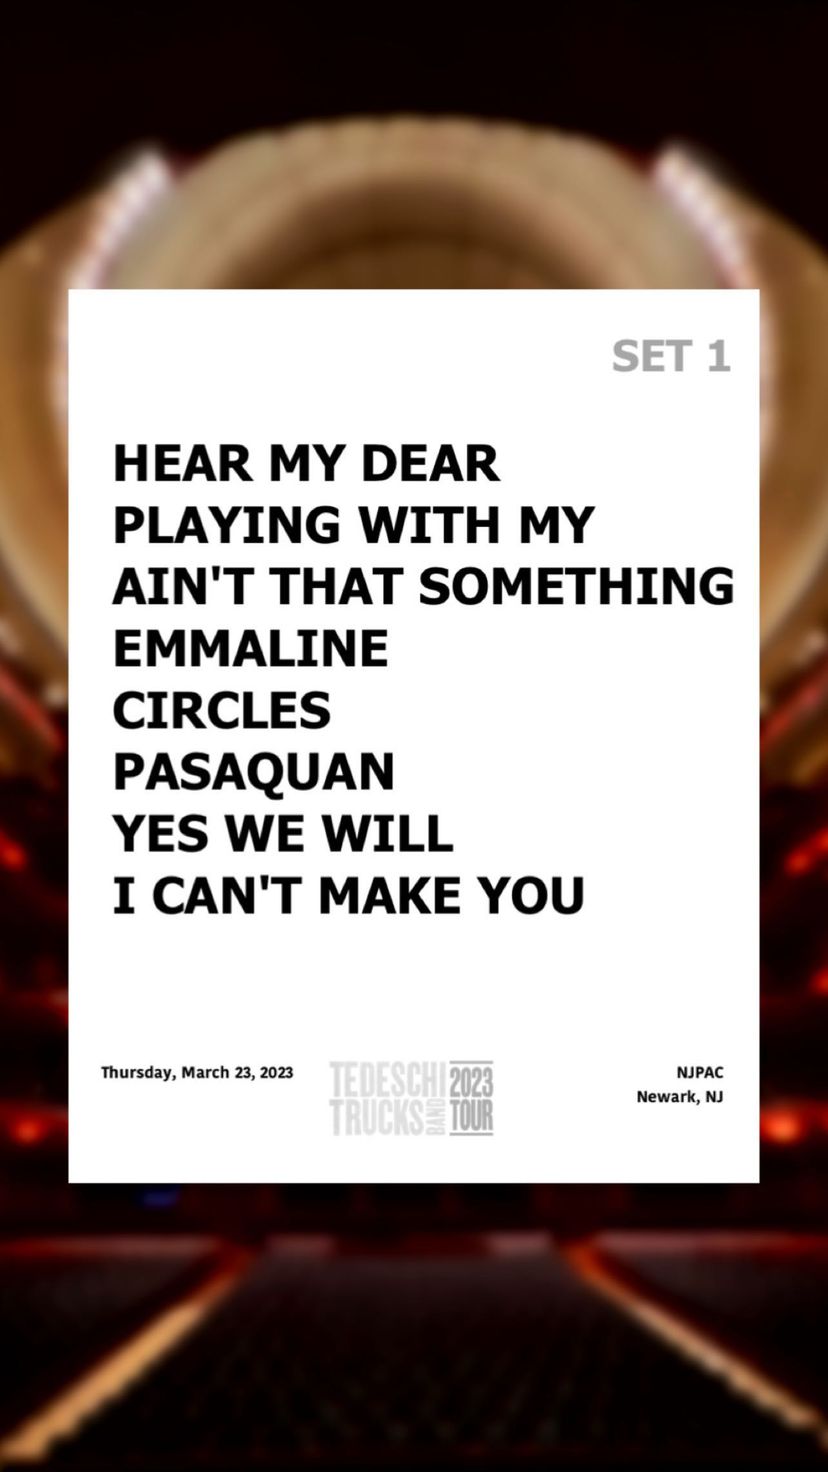 SET 1
HEAR MY DEAR
PLAYING WITH MY
AIN'T THAT SOMETHING
EMMALINE
CIRCLES
PASAQUAN
YES WE WILL
I CAN'T MAKE YOU
Thursday, March 23, 2023
TEDESCHI TRUCKS BAND 2023 TOUR
NJPAC
Newark, NJ